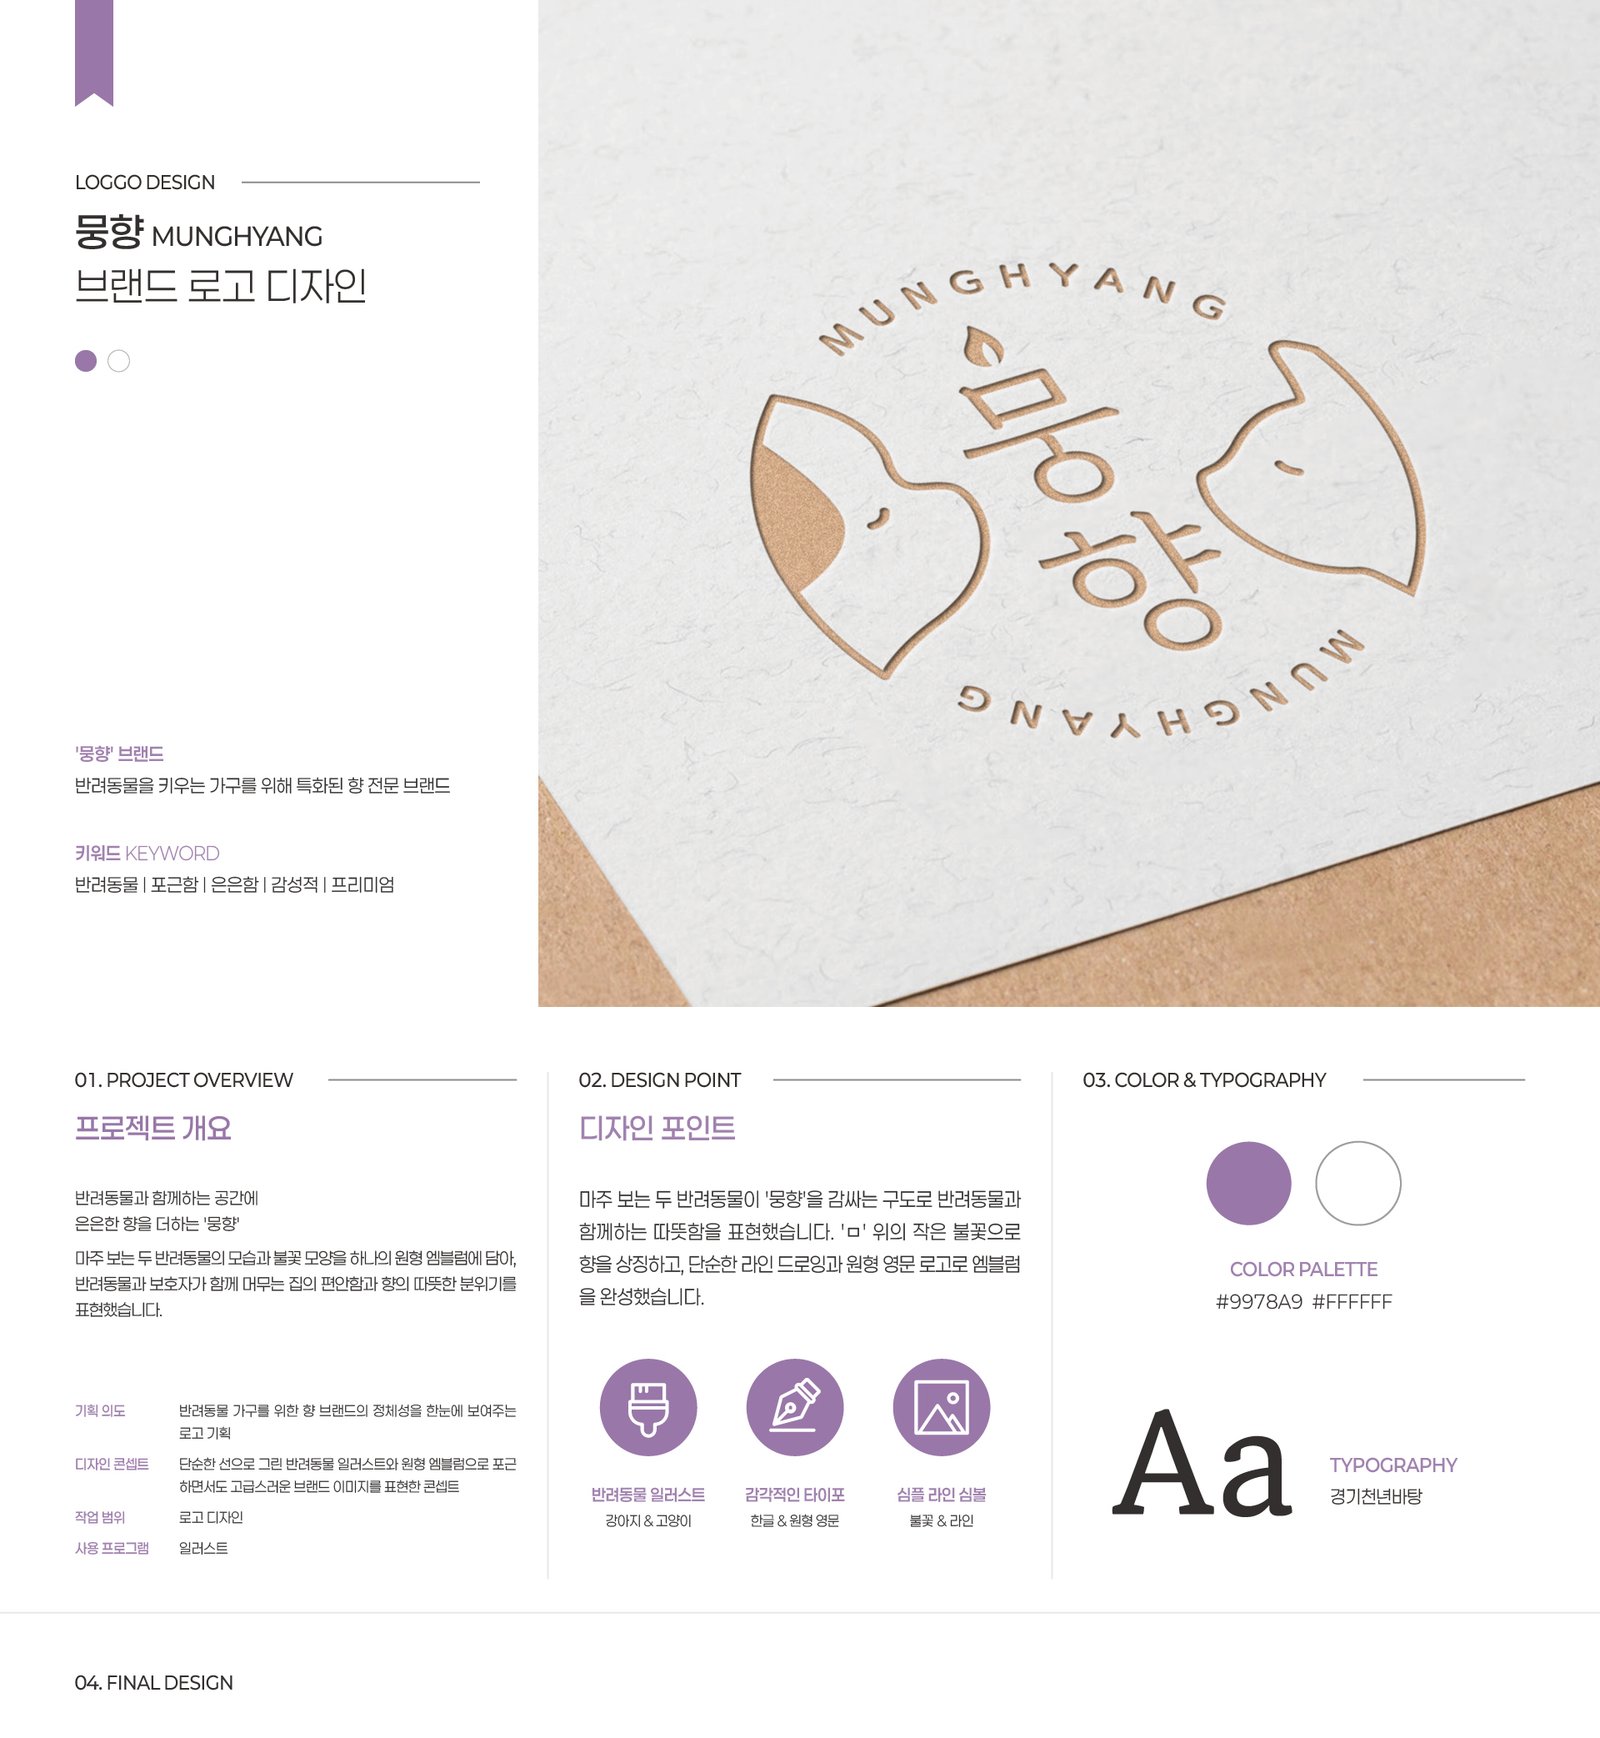 LOGGO DESIGN
뭉향 MUNGHYANG
브랜드 로고 디자인
'뭉향' 브랜드
반려동물을 키우는 가구를 위해 특화된 향 전문 브랜드
키워드 KEYWORD
반려동물 | 포근함 | 은은함 | 감성적 | 프리미엄
MUNGHYANG
뭉
향
MUNGHYANG
01. PROJECT OVERVIEW
프로젝트 개요
반려동물과 함께하는 공간에
은은한 향을 더하는 '뭉향'
마주 보는 두 반려동물의 모습과 불꽃 모양을 하나의 원형 엠블럼에 담아,
반려동물과 보호자가 함께 머무는 집의 편안함과 향의 따뜻한 분위기를
표현했습니다.
기획 의도 반려동물 가구를 위한 향 브랜드의 정체성을 한눈에 보여주는
로고 기획
디자인 콘셉트 단순한 선으로 그린 반려동물 일러스트와 원형 엠블럼으로 포근
하면서도 고급스러운 브랜드 이미지를 표현한 콘셉트
작업 범위 로고 디자인
사용 프로그램 일러스트
02. DESIGN POINT
디자인 포인트
마주 보는 두 반려동물이 '뭉향'을 감싸는 구도로 반려동물과
함께하는 따뜻함을 표현했습니다. 'ㅁ' 위의 작은 불꽃으로
향을 상징하고, 단순한 라인 드로잉과 원형 영문 로고로 엠블럼
을 완성했습니다.
반려동물 일러스트
강아지 & 고양이
감각적인 타이포
한글 & 원형 영문
심플 라인 심볼
불꽃 & 라인
03. COLOR & TYPOGRAPHY
COLOR PALETTE
#9978A9 #FFFFFF
Aa
TYPOGRAPHY
경기천년바탕
04. FINAL DESIGN